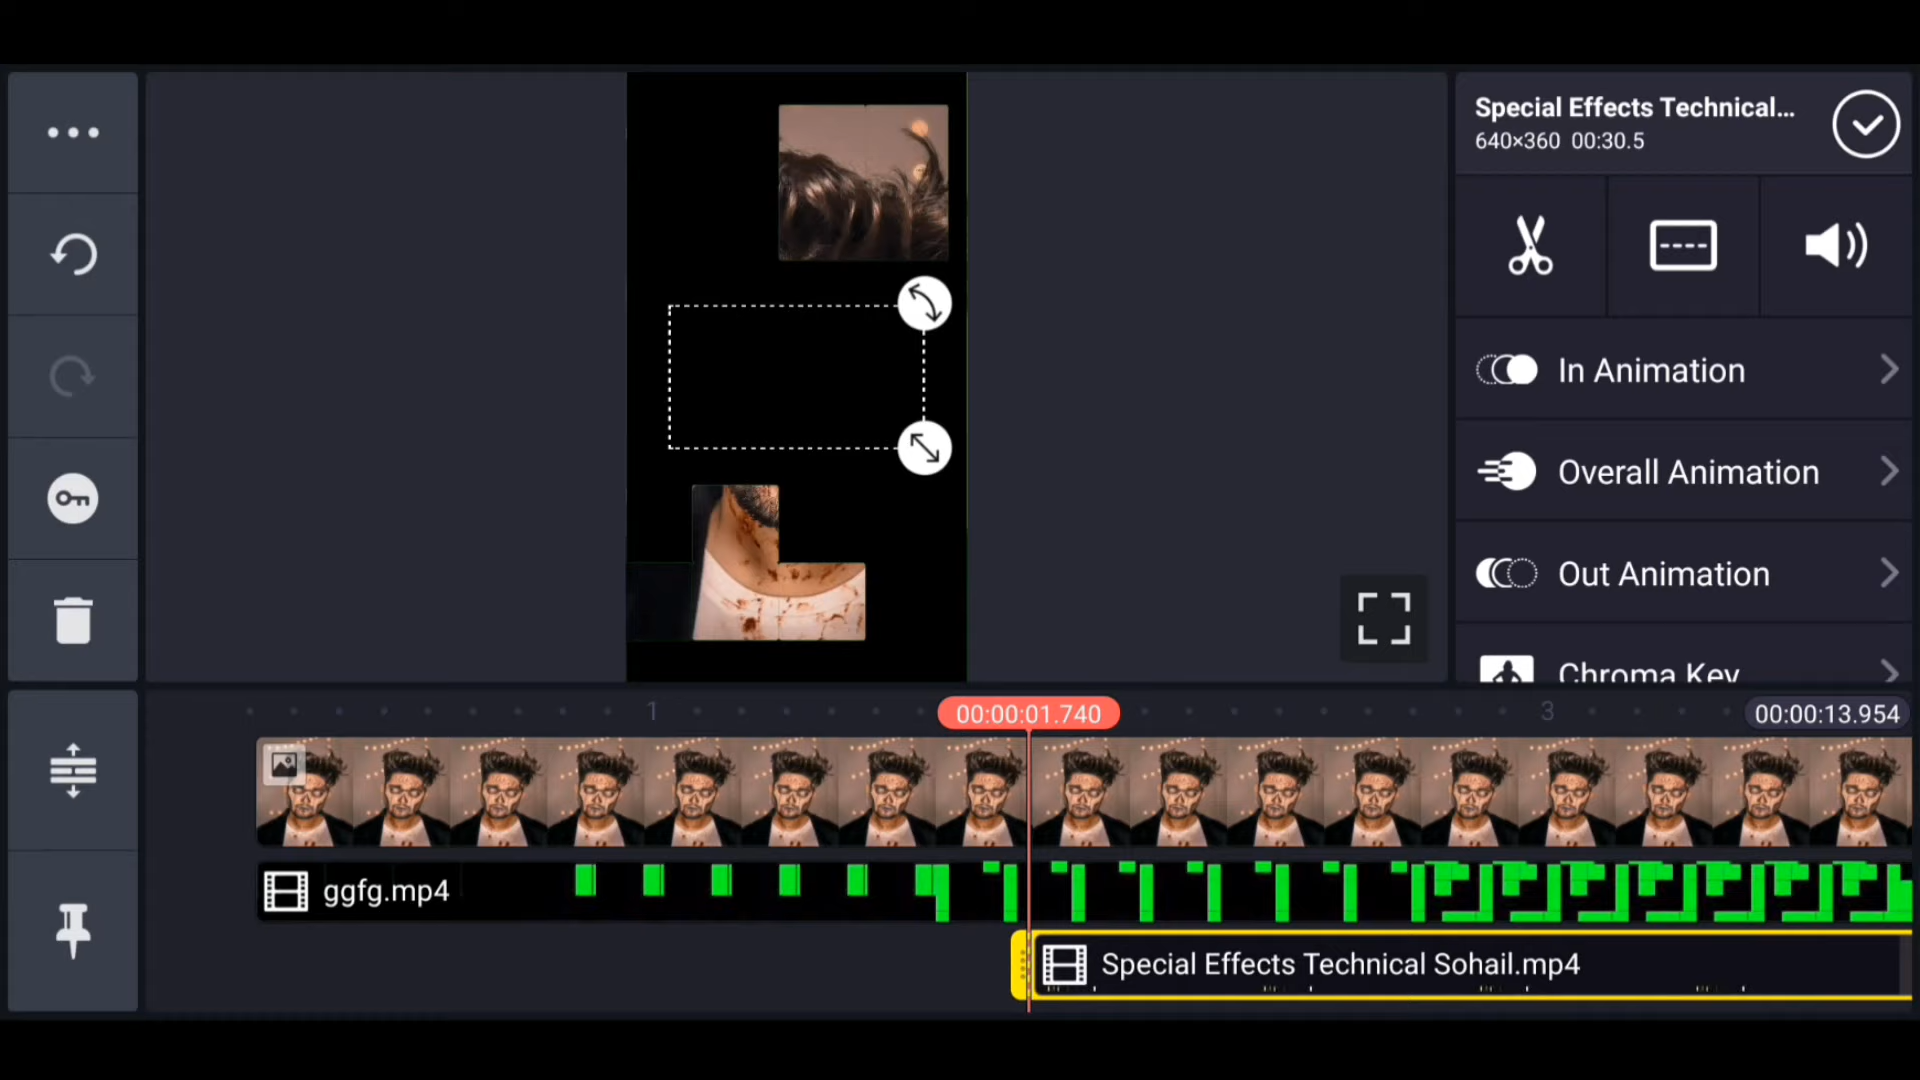 Special Effects Technical...
640×360 00:30.5
In Animation
Overall Animation
Out Animation
Chroma Key
1
00:00:01.740
3
00:00:13.954
ggfg.mp4
Special Effects Technical Sohail.mp4